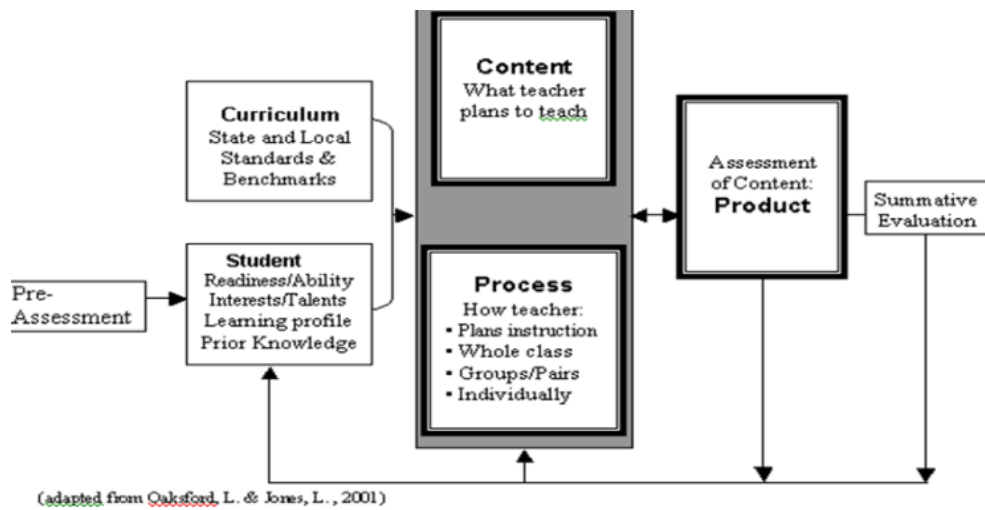 Content
What teacher
plans to teach
Curriculum
State and Local
Standards &
Benchmarks
Assessment
of Content:
Product
Summative
Evaluation
Student
Readiness/Ability
Interests/Talents
Learning profile
Prior Knowledge
Pre-
Assessment
Process
How teacher:
▪ Plans instruction
▪ Whole class
▪ Groups/Pairs
▪ Individually
(adapted from Oaksford, L. & Jones, L., 2001)